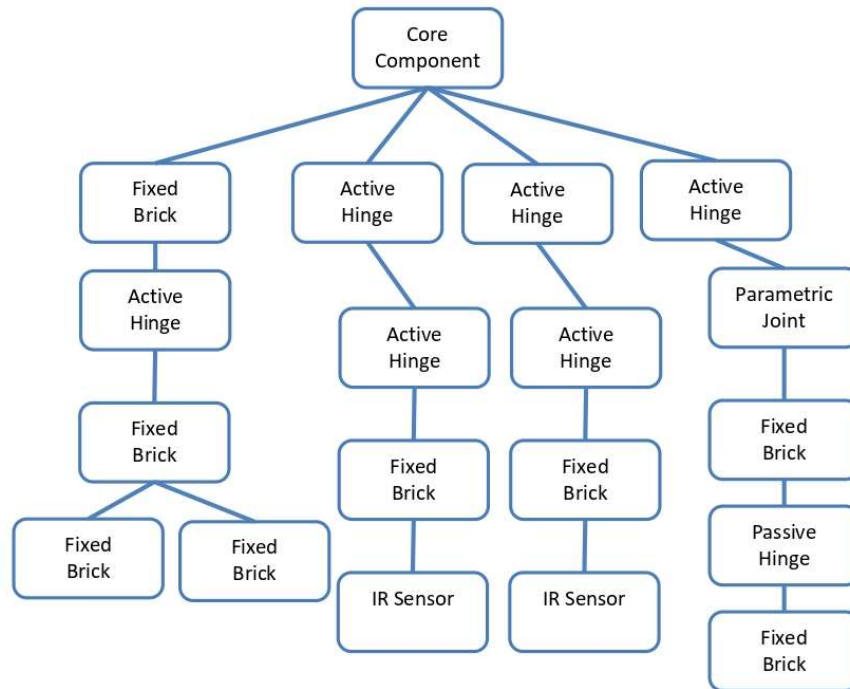 Core
Component
Fixed
Brick
Active
Hinge
Active
Hinge
Active
Hinge
Active
Hinge
Parametric
Joint
Active
Hinge
Active
Hinge
Fixed
Brick
Fixed
Brick
Fixed
Brick
Fixed
Brick
Fixed
Brick
Fixed
Brick
Passive
Hinge
IR Sensor
IR Sensor
Fixed
Brick